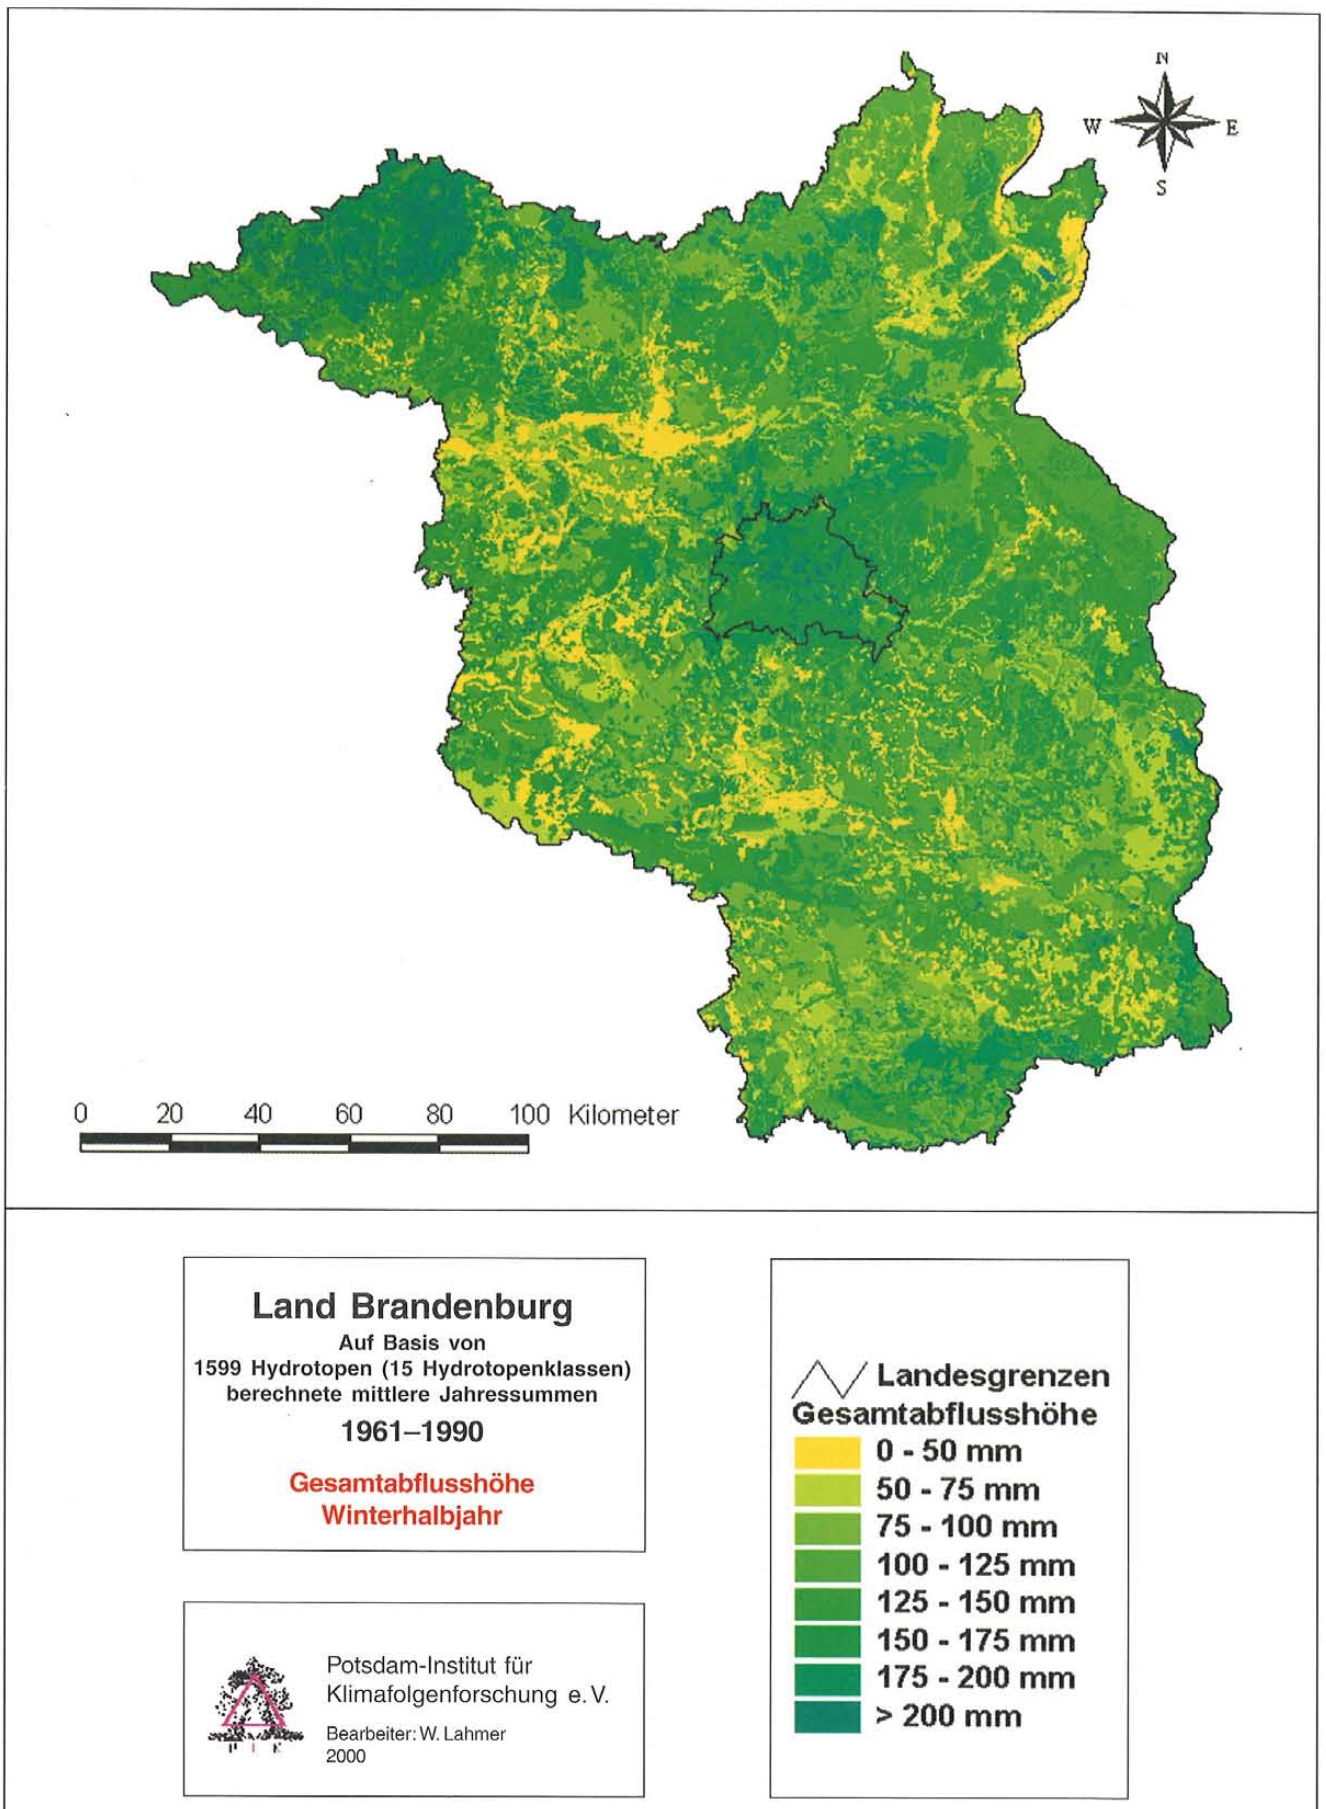 N
W E
S
0 20 40 60 80 100 Kilometer
Land Brandenburg
Auf Basis von
1599 Hydrotopen (15 Hydrotopenklassen)
berechnete mittlere Jahressummen
1961–1990
Gesamtabflusshöhe
Winterhalbjahr
Potsdam-Institut für
Klimafolgenforschung e. V.
Bearbeiter: W. Lahmer
2000
P I K
Landesgrenzen
Gesamtabflusshöhe
0 - 50 mm
50 - 75 mm
75 - 100 mm
100 - 125 mm
125 - 150 mm
150 - 175 mm
175 - 200 mm
> 200 mm